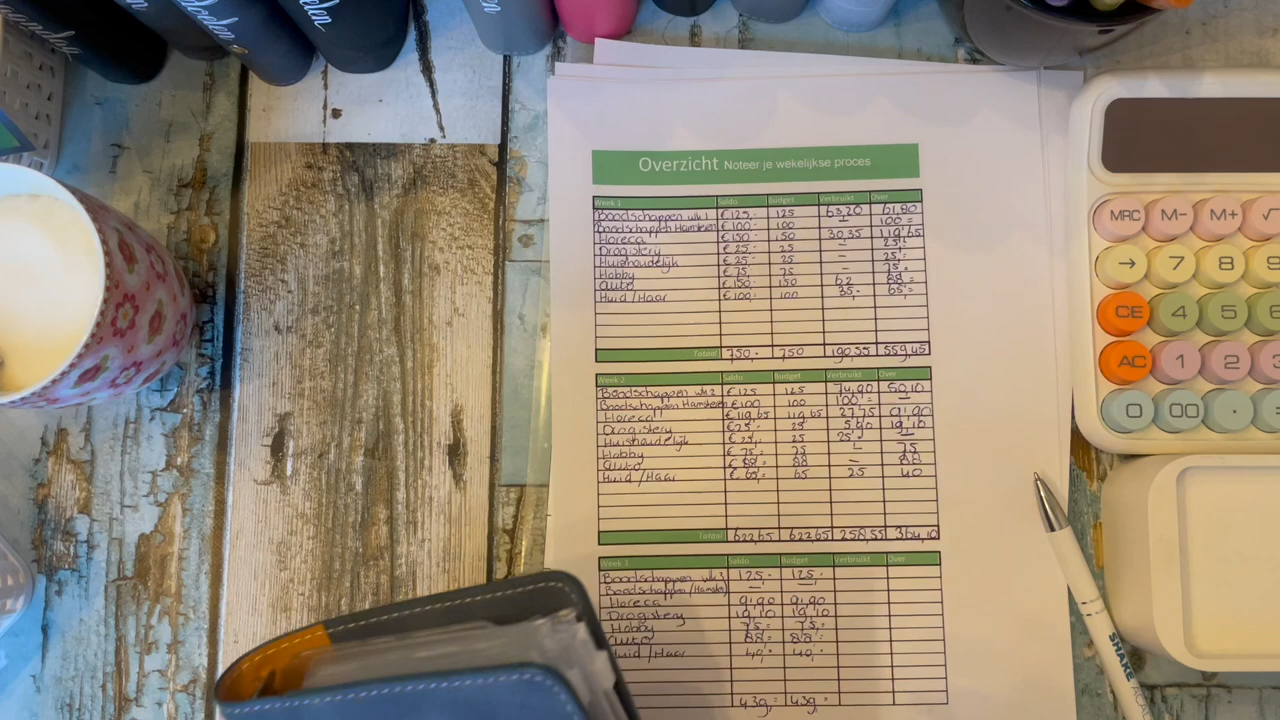 Doelen
Doelen
Overzicht Noteer je wekelijkse proces
Week 1 Saldo Budget Verbruikt Over
Boodschappen wk 1 €125,- 125 63,20 61,80
Boodschappen Hamsteren €100,- 100 – 100 =
Horeca €150,- 150 30,35 119,65
Drogisterij €25,- 25 – 25,-
Huishoudelijk €25,- 25 – 25,-
Hobby €75,- 75 – 75 =
Auto €150,- 150 62 88 =
Huid/Haar €100,- 100 35,- 65 =
Totaal 750,- 750 190,55 559,45
Week 2 Saldo Budget Verbruikt Over
Boodschappen wk 2 €125 125 74,90 50,10
Boodschappen Hamsteren €100 100 100 = –
Horeca €119,65 119,65 27,75 91,90
Drogisterij €25,- 25 5,90 19,10
Huishoudelijk €25,- 25 25,- –
Hobby €75,= 75 – 75
Auto €88,= 88 – 88
Huid/Haar €65,= 65 25 40
Totaal 622,65 622,65 258,55 364,10
Week 3 Saldo Budget Verbruikt Over
Boodschappen wk 3 125,- 125,-
Boodschappen/Hamster – –
Horeca 91,90 91,90
Drogisterij 19,10 19,10
Hobby 75,= 75,=
Auto 88,= 88,=
Huid/Haar 40,= 40,=
439,= 439,=
MRC M- M+ √
→ 7 8 9
CE 4 5 6
AC 1 2 3
0 00 · =
SHAKE